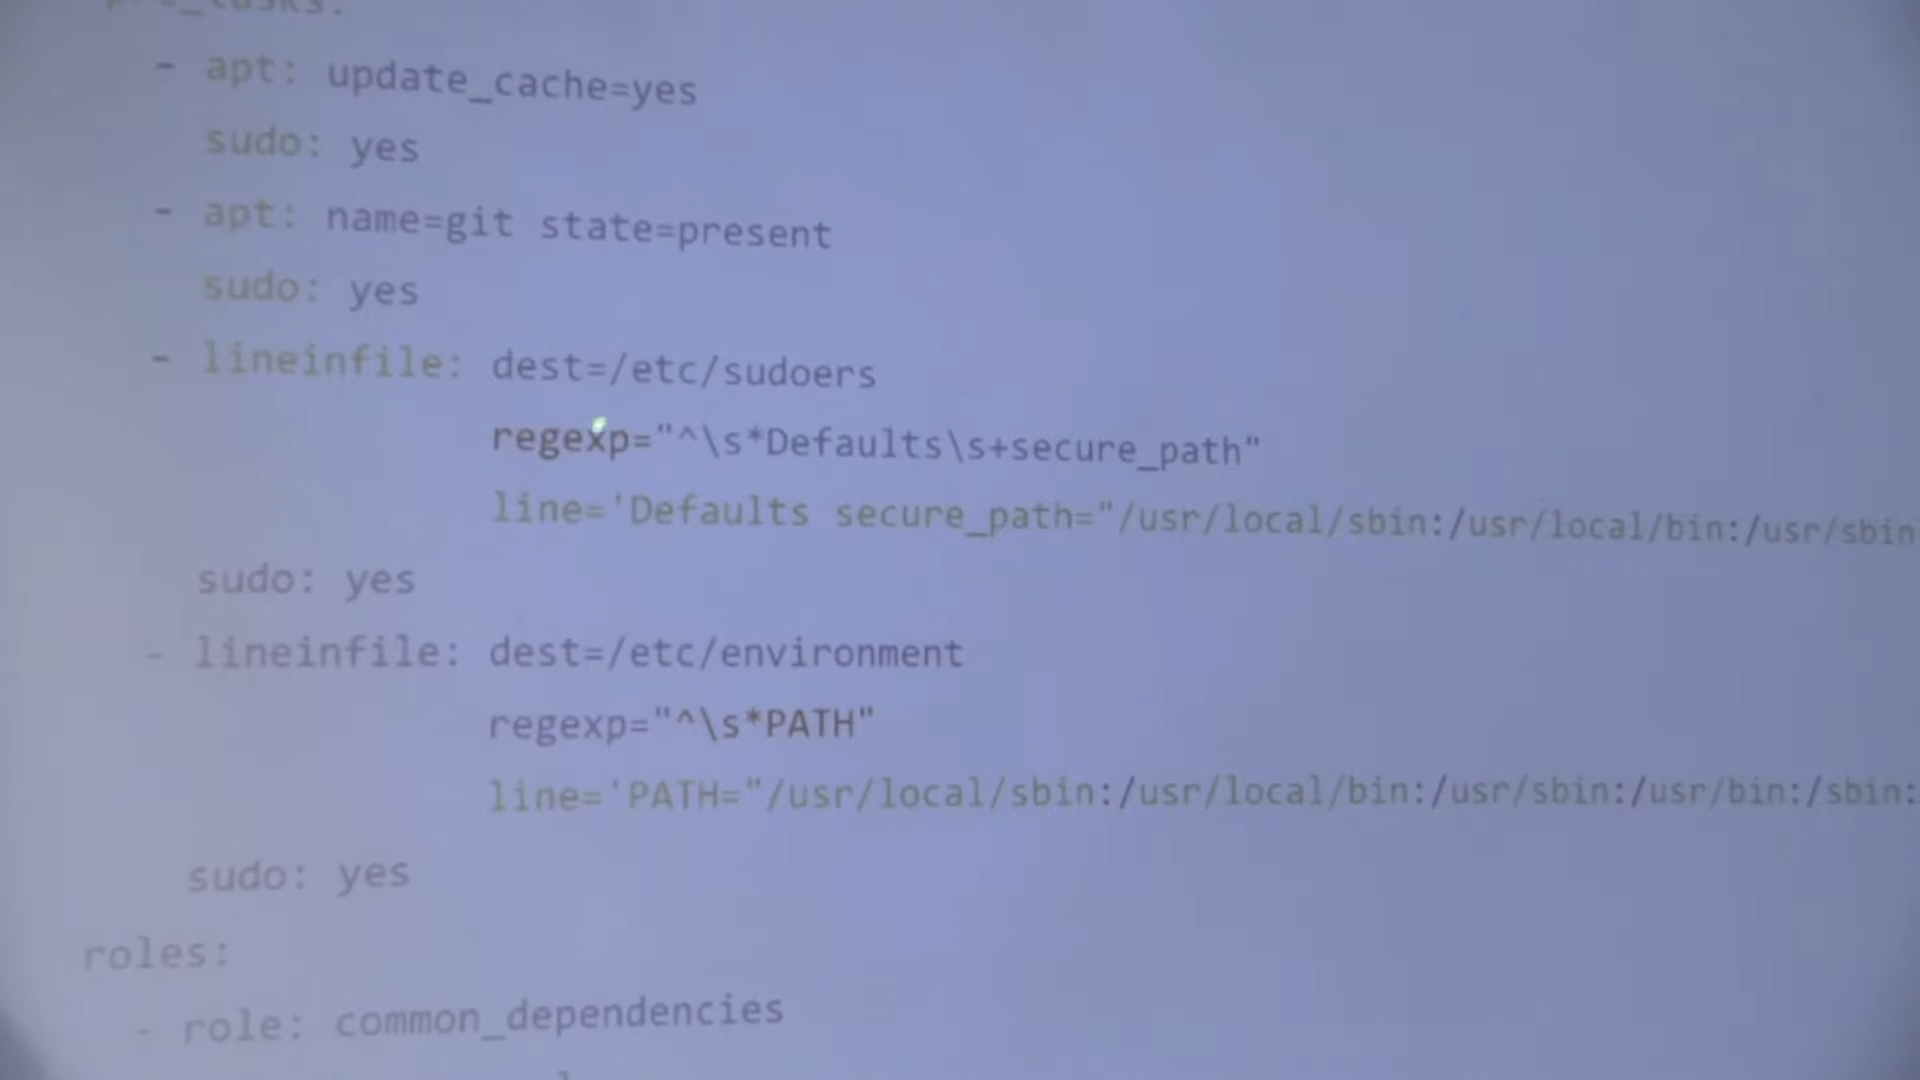 pre_tasks:
- apt: update_cache=yes
sudo: yes
- apt: name=git state=present
sudo: yes
- lineinfile: dest=/etc/sudoers
regexp="^\s*Defaults\s+secure_path"
line='Defaults secure_path="/usr/local/sbin:/usr/local/bin:/usr/sbin
sudo: yes
- lineinfile: dest=/etc/environment
regexp="^\s*PATH"
line='PATH="/usr/local/sbin:/usr/local/bin:/usr/sbin:/usr/bin:/sbin:
sudo: yes
roles:
- role: common_dependencies